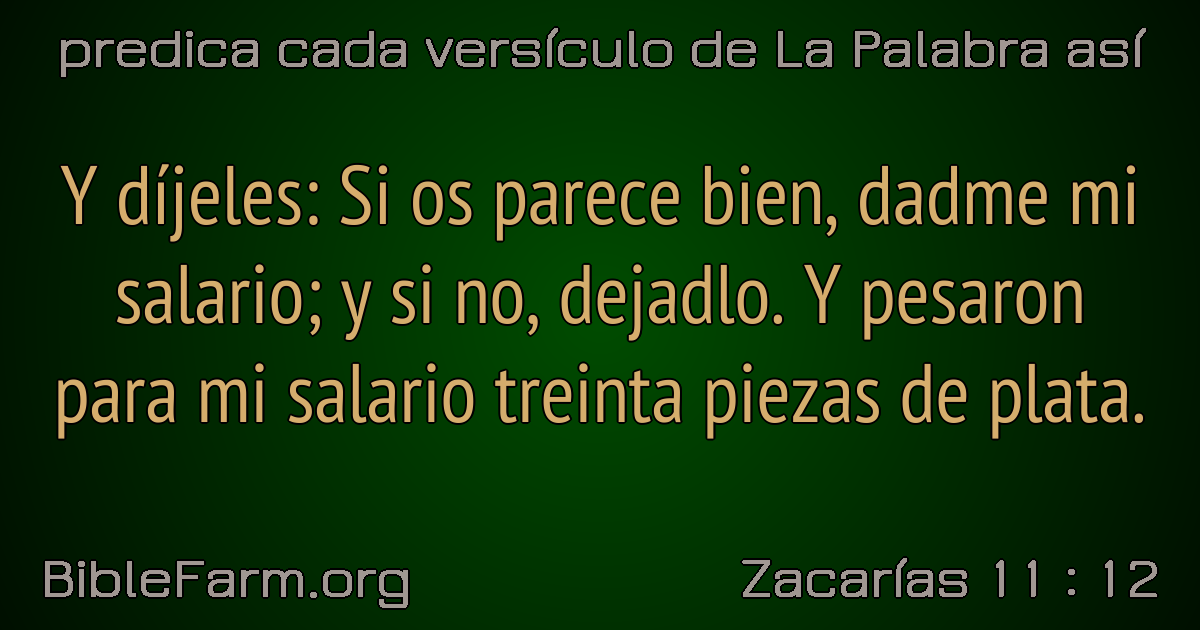 predica cada versículo de La Palabra así
Y díjeles: Si os parece bien, dadme mi
salario; y si no, dejadlo. Y pesaron
para mi salario treinta piezas de plata.
BibleFarm.org
Zacarías 11 : 12